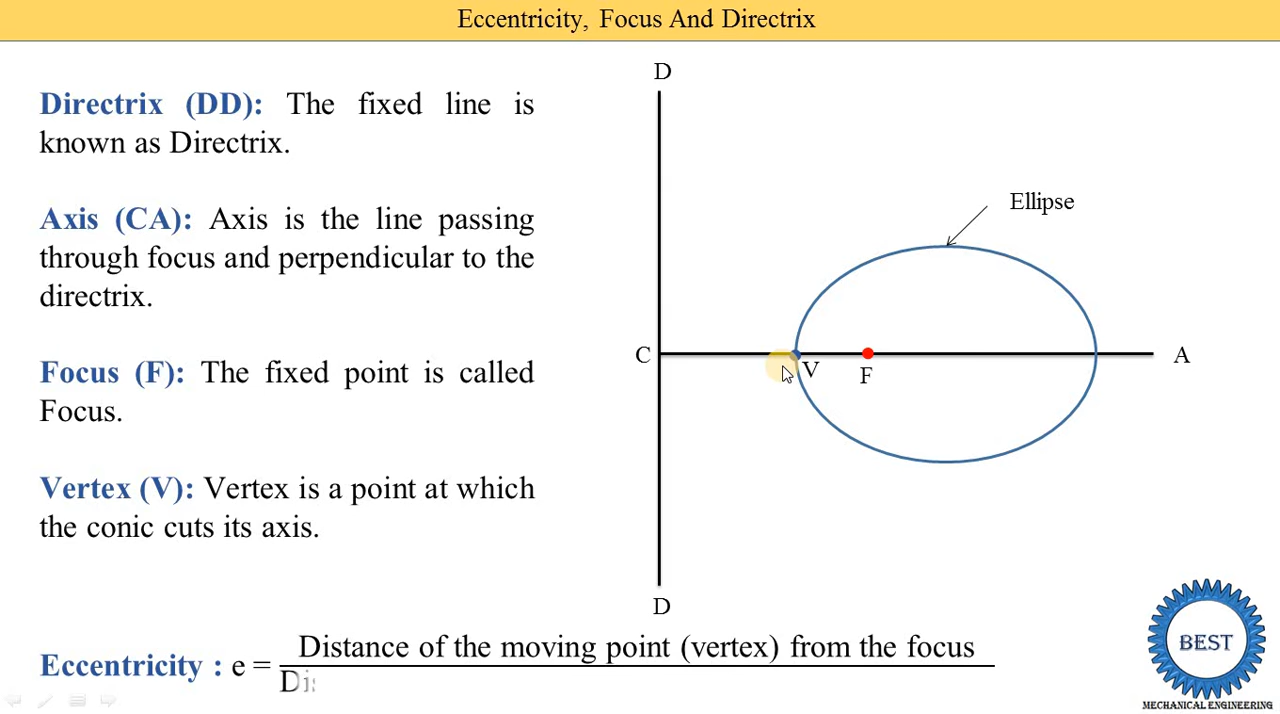 Eccentricity, Focus And Directrix
Directrix (DD): The fixed line is
known as Directrix.
Axis (CA): Axis is the line passing
through focus and perpendicular to the
directrix.
Focus (F): The fixed point is called
Focus.
Vertex (V): Vertex is a point at which
the conic cuts its axis.
D
Ellipse
C
V
F
A
D
Eccentricity : e =
Distance of the moving point (vertex) from the focus
BEST
MECHANICAL ENGINEERING